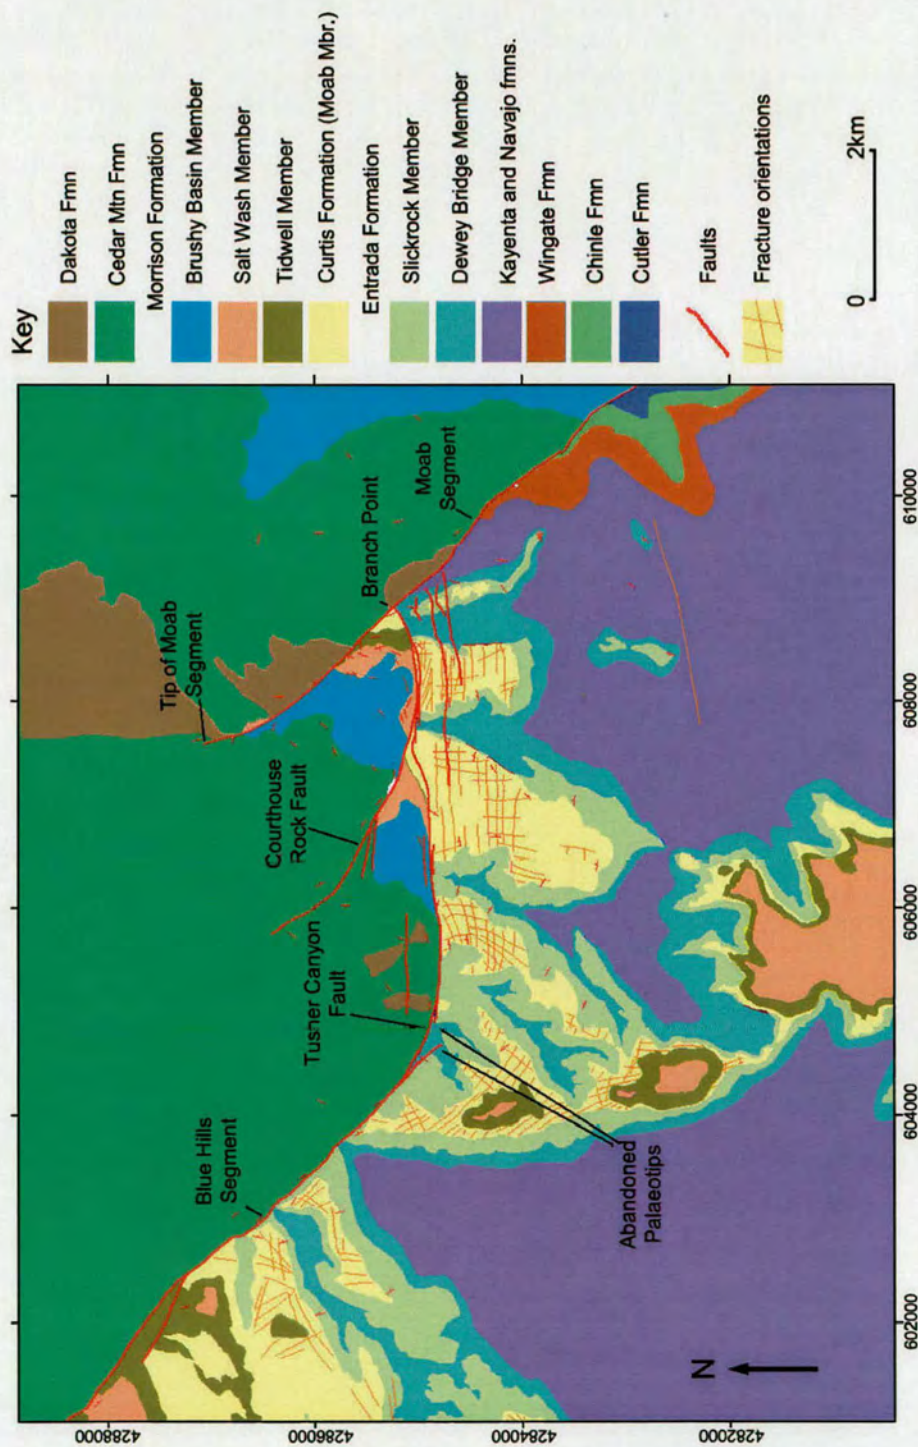 Key
Dakota Fmn
Cedar Mtn Fmn
Morrison Formation
Brushy Basin Member
Salt Wash Member
Tidwell Member
Curtis Formation (Moab Mbr.)
Entrada Formation
Slickrock Member
Dewey Bridge Member
Kayenta and Navajo fmns.
Wingate Fmn
Chinle Fmn
Cutler Fmn
Faults
Fracture orientations
0
2km
Tip of Moab
Segment
Branch Point
Moab
Segment
Courthouse
Rock Fault
Tusher Canyon
Fault
Blue Hills
Segment
Abandoned
Palaeotips
N
4288000
4286000
4284000
4282000
602000
604000
606000
608000
610000